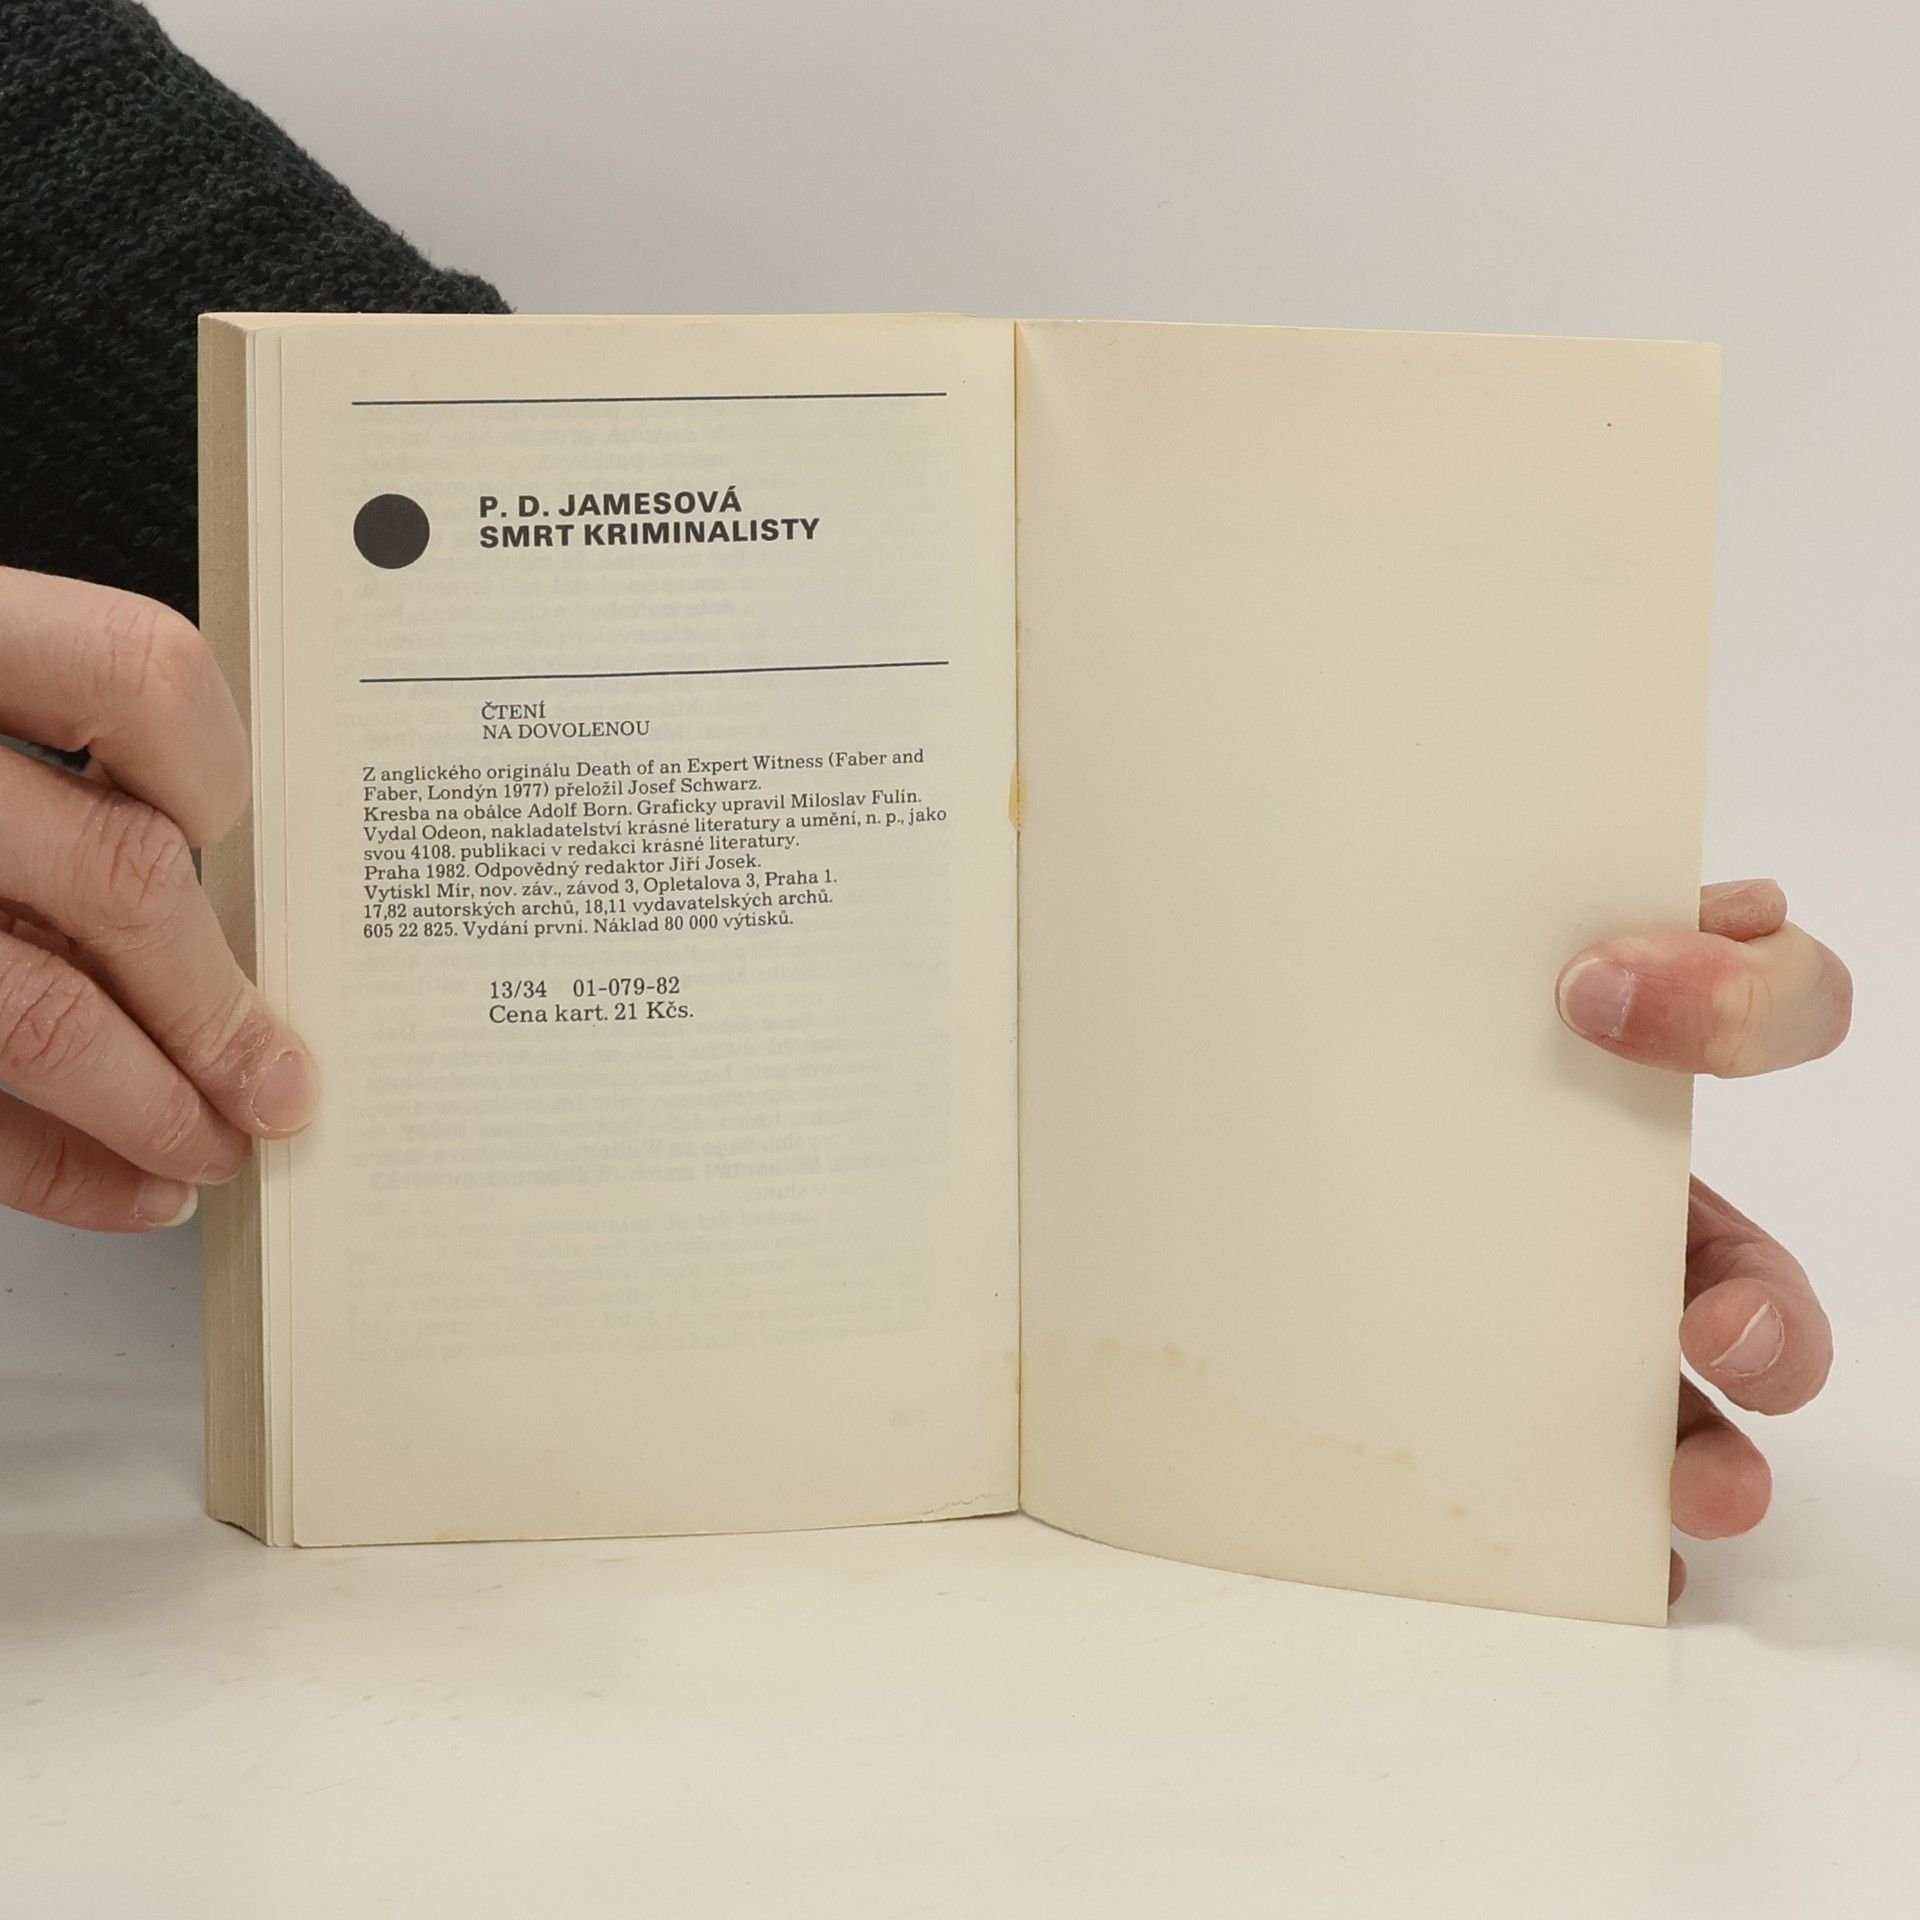 P. D. JAMESOVÁ
SMRT KRIMINALISTY
ČTENÍ
NA DOVOLENOU
Z anglického originálu Death of an Expert Witness (Faber and
Faber, Londýn 1977) přeložil Josef Schwarz.
Kresba na obálce Adolf Born. Graficky upravil Miloslav Fulín.
Vydal Odeon, nakladatelství krásné literatury a umění, n. p., jako
svou 4108. publikaci v redakci krásné literatury.
Praha 1982. Odpovědný redaktor Jiří Josek.
Vytiskl Mír, nov. záv., závod 3, Opletalova 3, Praha 1.
17,82 autorských archů, 18,11 vydavatelských archů.
605 22 825. Vydání první. Náklad 80 000 výtisků.
13/34 01-079-82
Cena kart. 21 Kčs.